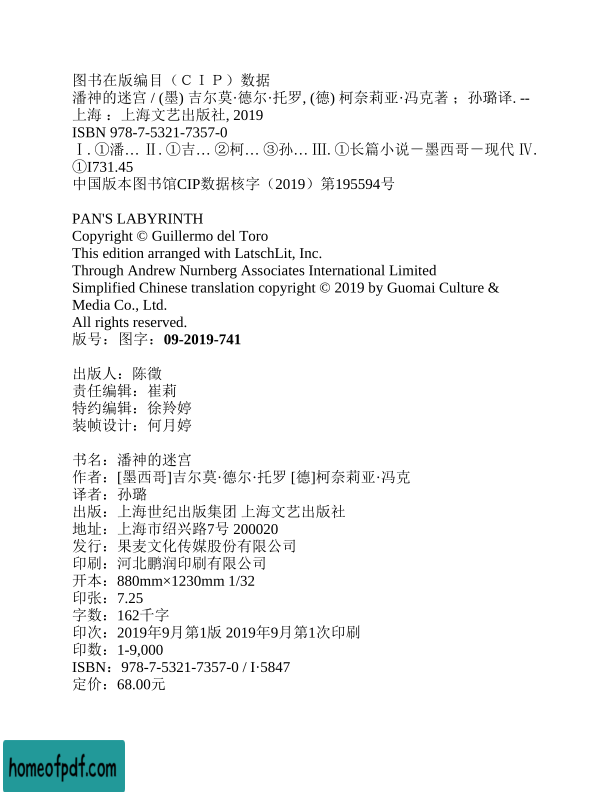 图书在版编目（ＣＩＰ）数据
潘神的迷宫 / (墨) 吉尔莫·德尔·托罗, (德) 柯奈莉亚·冯克著 ；孙璐译. --
上海 ：上海文艺出版社, 2019
ISBN 978-7-5321-7357-0
Ⅰ. ①潘… Ⅱ. ①吉… ②柯… ③孙… Ⅲ. ①长篇小说－墨西哥－现代 Ⅳ.
①I731.45
中国版本图书馆CIP数据核字（2019）第195594号
PAN'S LABYRINTH
Copyright © Guillermo del Toro
This edition arranged with LatschLit, Inc.
Through Andrew Nurnberg Associates International Limited
Simplified Chinese translation copyright © 2019 by Guomai Culture &
Media Co., Ltd.
All rights reserved.
版号：图字：09-2019-741
出版人：陈徵
责任编辑：崔莉
特约编辑：徐羚婷
装帧设计：何月婷
书名：潘神的迷宫
作者：[墨西哥]吉尔莫·德尔·托罗 [德]柯奈莉亚·冯克
译者：孙璐
出版：上海世纪出版集团 上海文艺出版社
地址：上海市绍兴路7号 200020
发行：果麦文化传媒股份有限公司
印刷：河北鹏润印刷有限公司
开本：880mm×1230mm 1/32
印张：7.25
字数：162千字
印次：2019年9月第1版 2019年9月第1次印刷
印数：1-9,000
ISBN：978-7-5321-7357-0 / I·5847
定价：68.00元
homeofpdf.com